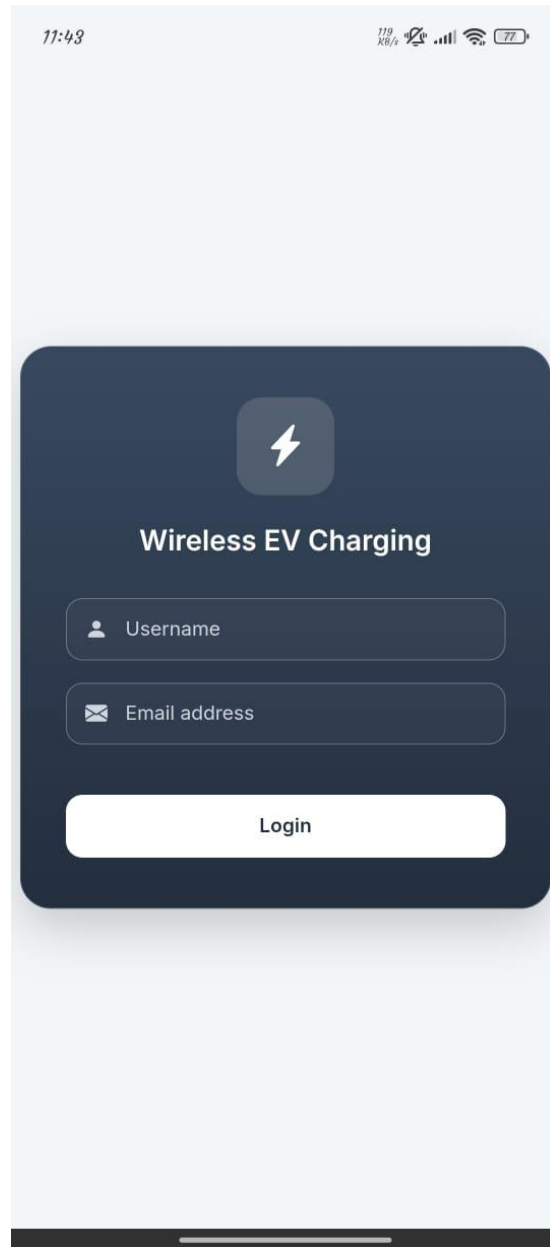 11:43
119
KB/s
77
Wireless EV Charging
Username
Email address
Login